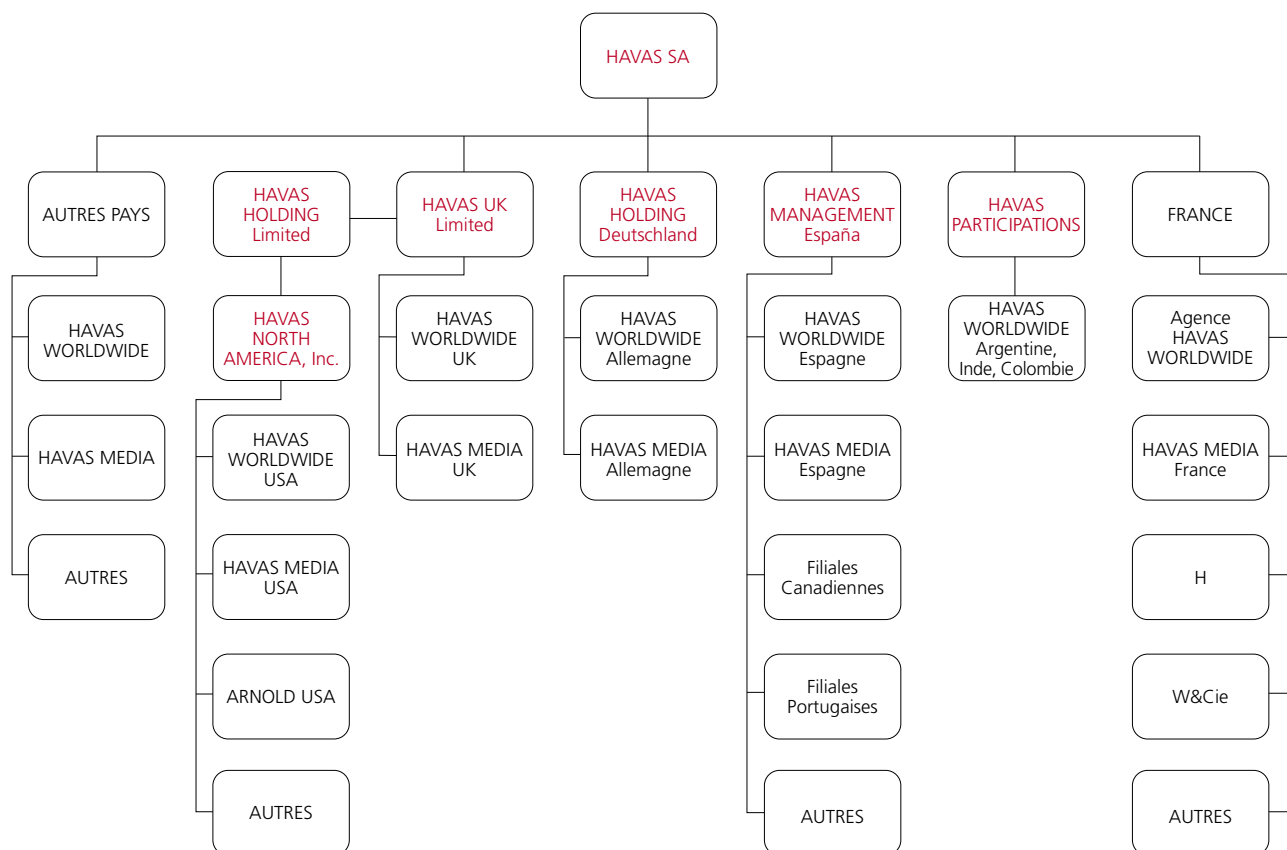 HAVAS SA
AUTRES PAYS
HAVAS
HOLDING
Limited
HAVAS UK
Limited
HAVAS
HOLDING
Deutschland
HAVAS
MANAGEMENT
España
HAVAS
PARTICIPATIONS
FRANCE
HAVAS
WORLDWIDE
HAVAS
NORTH
AMERICA, Inc.
HAVAS
WORLDWIDE
UK
HAVAS
WORLDWIDE
Allemagne
HAVAS
WORLDWIDE
Espagne
HAVAS
WORLDWIDE
Argentine,
Inde, Colombie
Agence
HAVAS
WORLDWIDE
HAVAS MEDIA
HAVAS
WORLDWIDE
USA
HAVAS MEDIA
UK
HAVAS MEDIA
Allemagne
HAVAS MEDIA
Espagne
HAVAS MEDIA
France
AUTRES
HAVAS MEDIA
USA
Filiales
Canadiennes
H
ARNOLD USA
Filiales
Portugaises
W&Cie
AUTRES
AUTRES
AUTRES